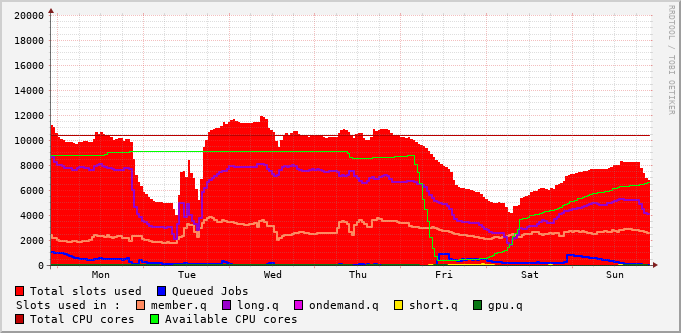 RRDTOOL / TOBI OETIKER
20000
18000
16000
14000
12000
10000
8000
6000
4000
2000
0
Mon Tue Wed Thu Fri Sat Sun
Total slots used Queued Jobs
Slots used in : member.q long.q ondemand.q short.q gpu.q
Total CPU cores Available CPU cores